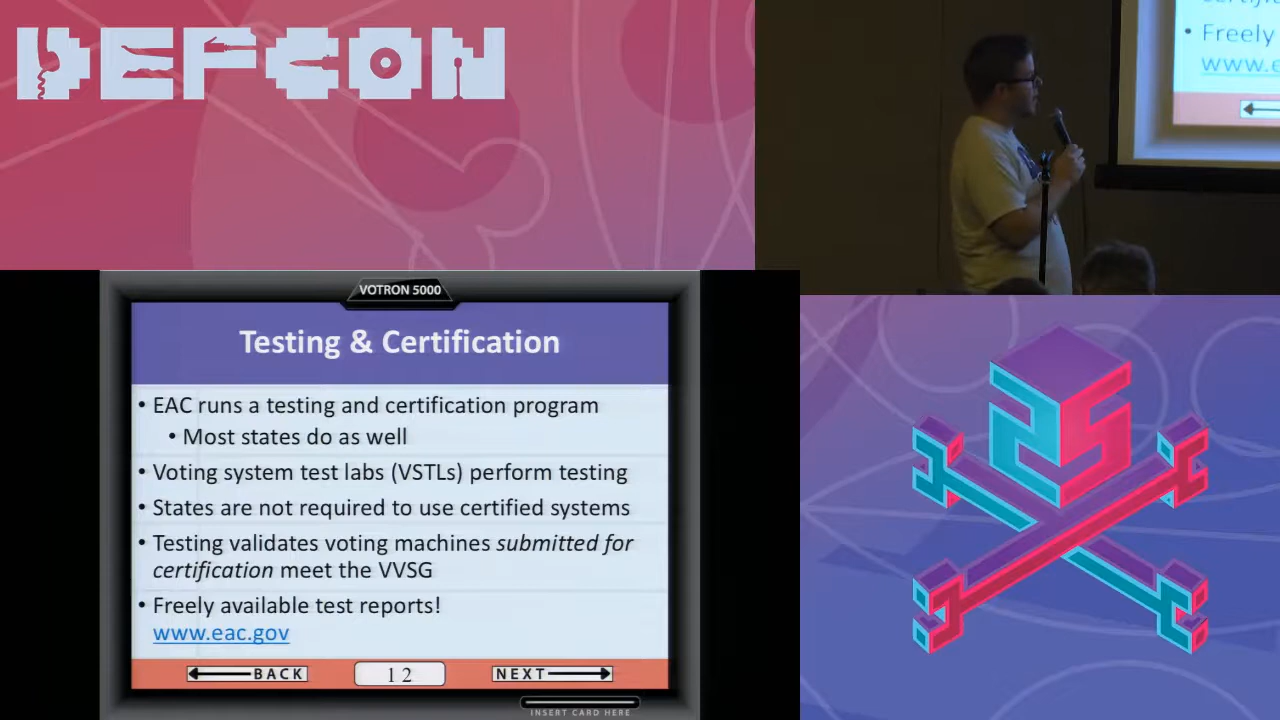 DEFCON
Freely
www.e
VOTRON 5000
Testing & Certification
• EAC runs a testing and certification program
• Most states do as well
• Voting system test labs (VSTLs) perform testing
• States are not required to use certified systems
• Testing validates voting machines submitted for
certification meet the VVSG
• Freely available test reports!
www.eac.gov
BACK
12
NEXT
INSERT CARD HERE
25